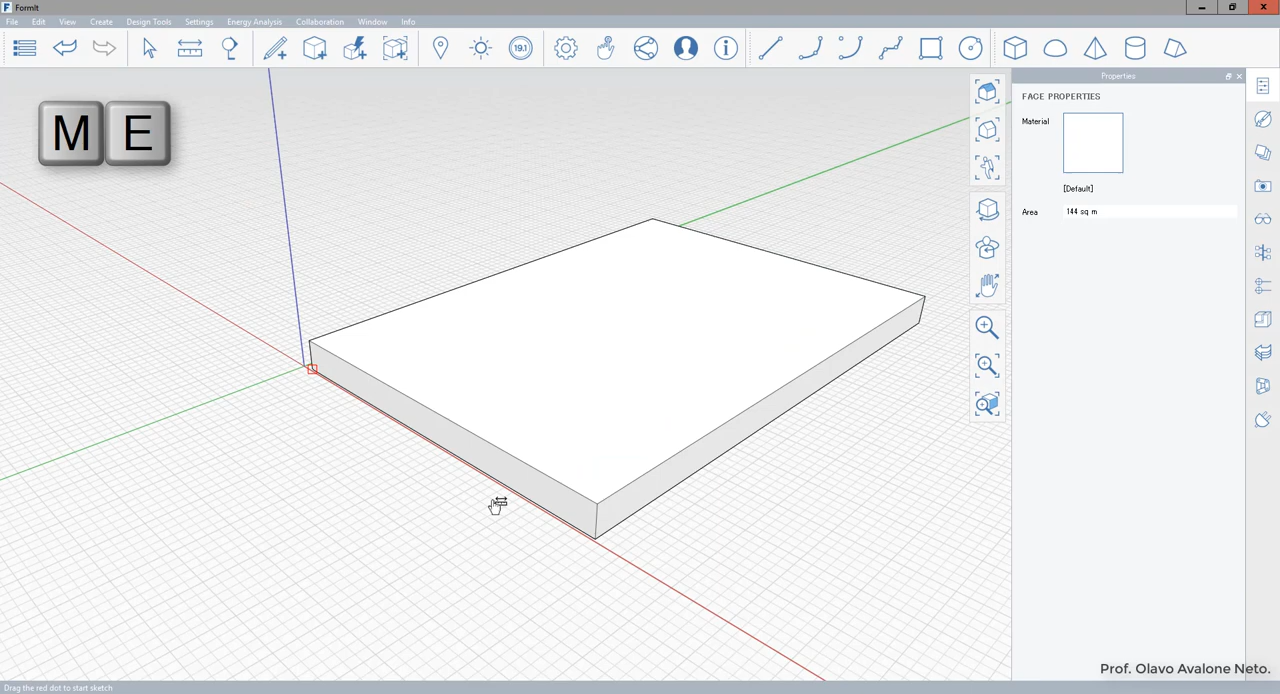 FormIt
File Edit View Create Design Tools Settings Energy Analysis Collaboration Window Info
19.1
Properties
M E
FACE PROPERTIES
Material
[Default]
Area 144 sq m
Prof. Olavo Avalone Neto.
Drag the red dot to start sketch